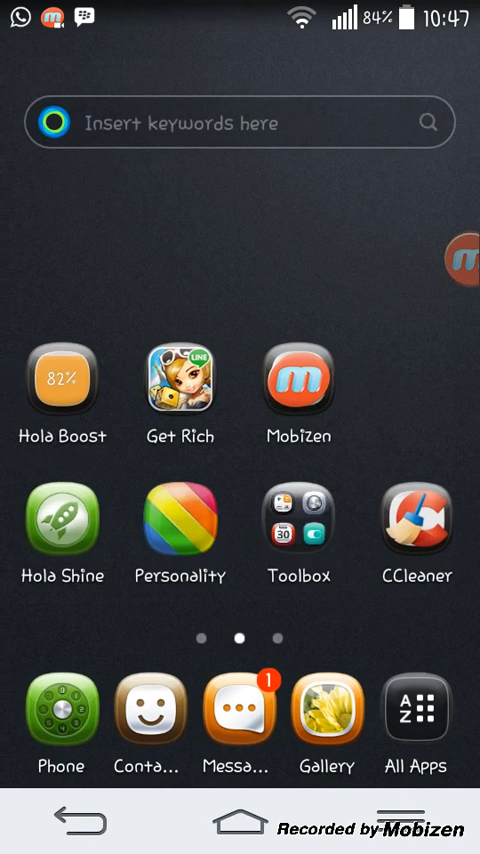 84% 10:47
Insert keywords here
82%
LINE
Hola Boost Get Rich Mobizen
30
Hola Shine Personality Toolbox CCleaner
1
A
Z
Phone Conta... Messa... Gallery All Apps
Recorded by Mobizen